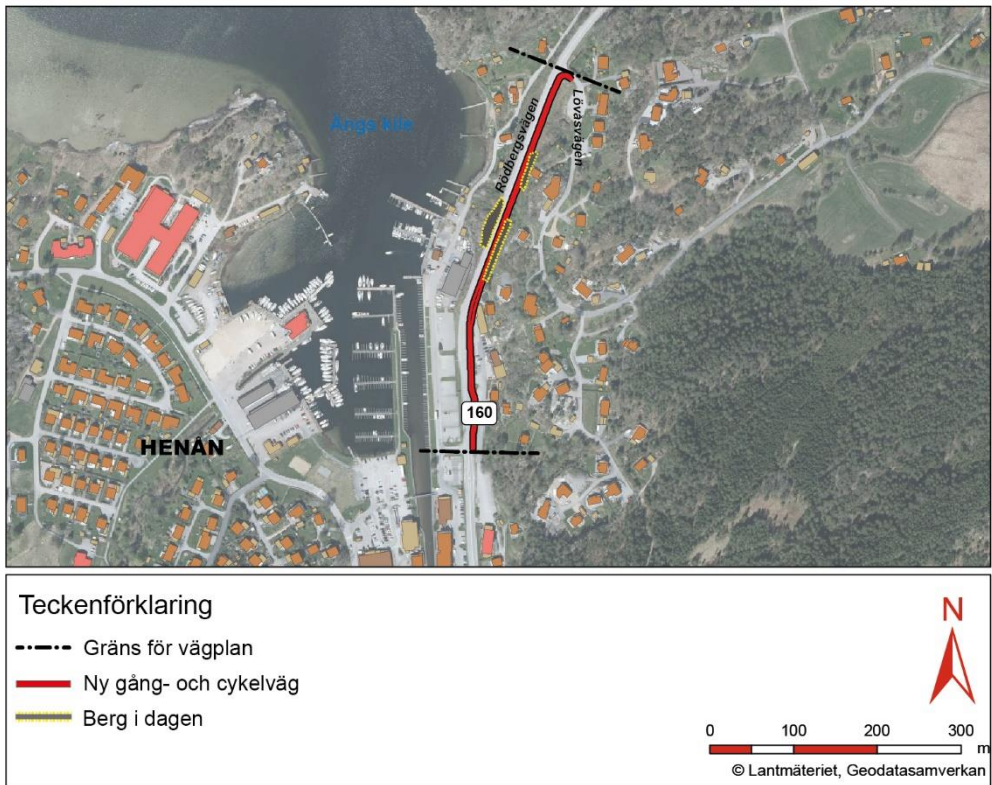 Ängs kile
Rödbergsvägen
Lövåsvägen
160
HENÅN
Teckenförklaring
Gräns för vägplan
Ny gång- och cykelväg
Berg i dagen
N
0 100 200 300
m
© Lantmäteriet, Geodatasamverkan